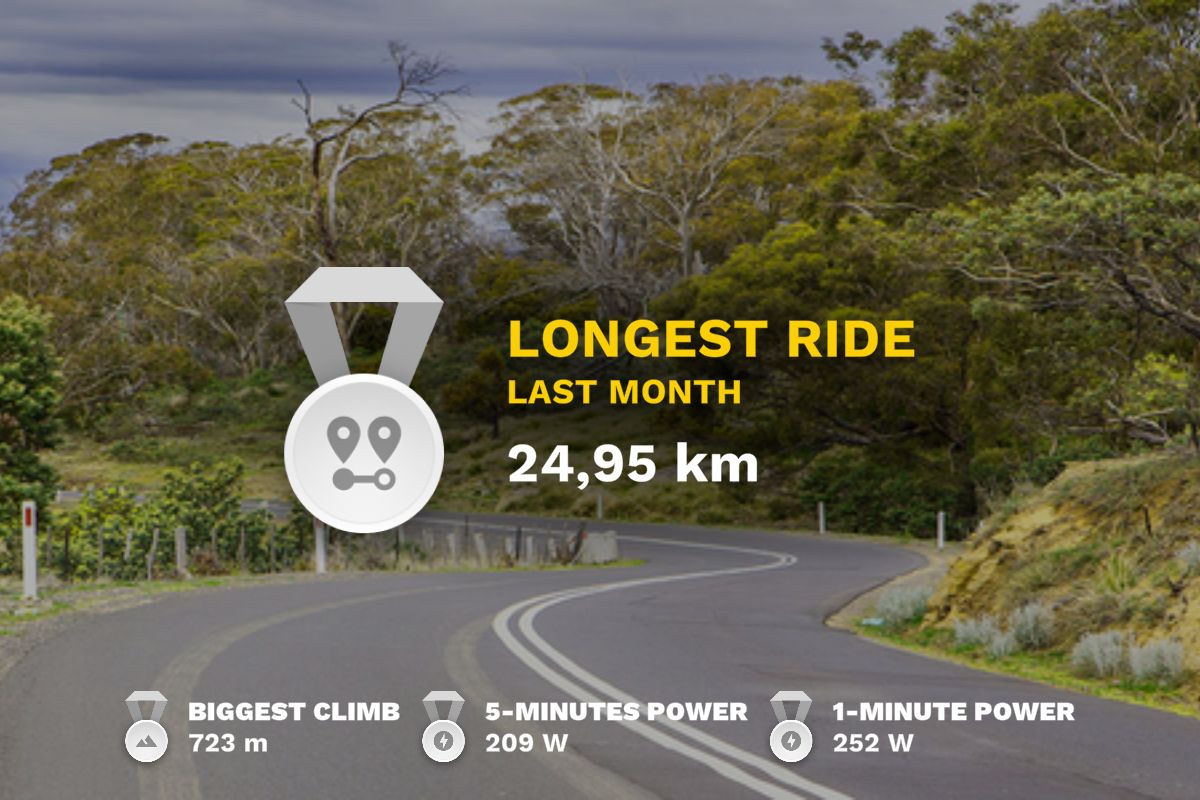 LONGEST RIDE
LAST MONTH
24,95 km
BIGGEST CLIMB
723 m
5-MINUTES POWER
209 W
1-MINUTE POWER
252 W